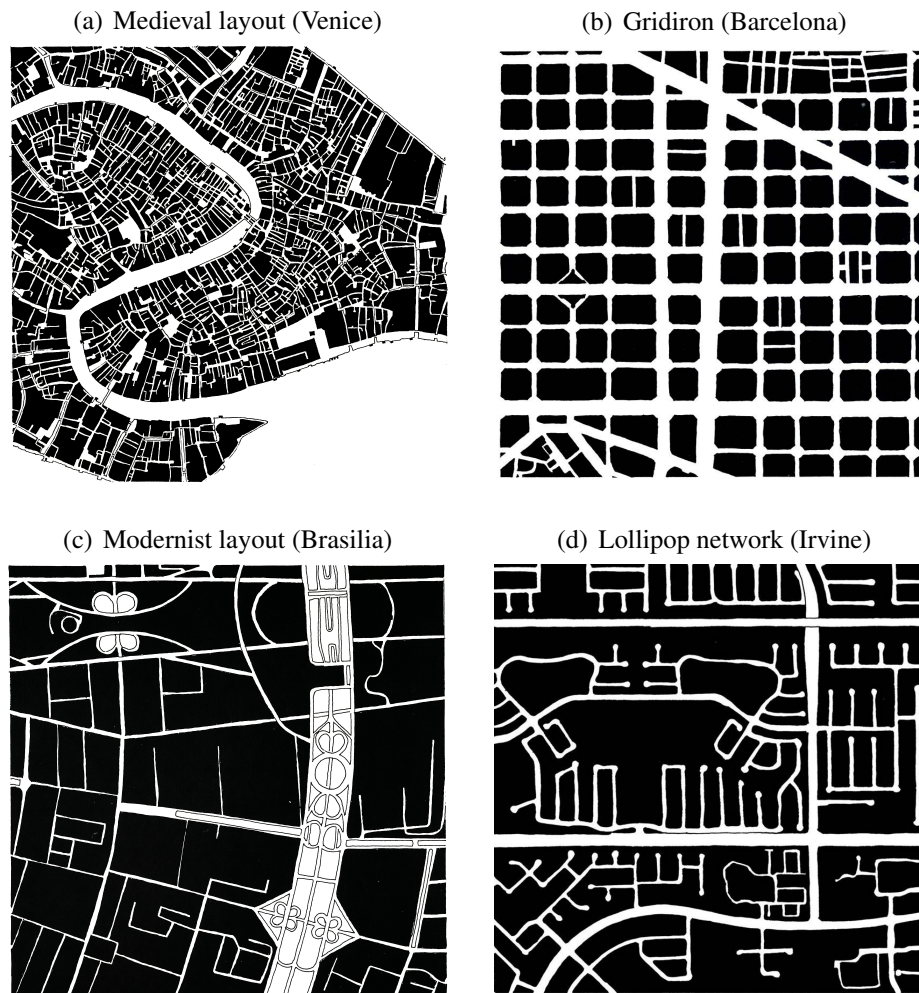 (a) Medieval layout (Venice)
(b) Gridiron (Barcelona)
(c) Modernist layout (Brasilia)
(d) Lollipop network (Irvine)